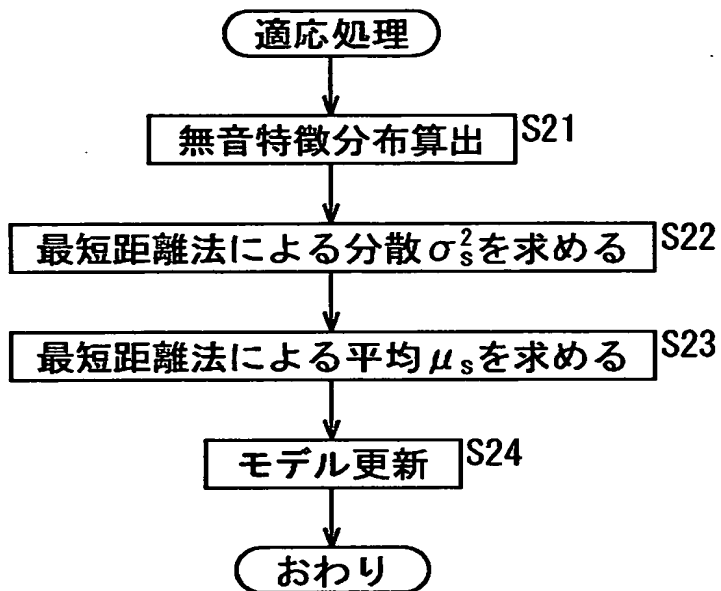 適応処理
無音特徴分布算出 S21
最短距離法による分散σs²を求める S22
最短距離法による平均μsを求める S23
モデル更新 S24
おわり